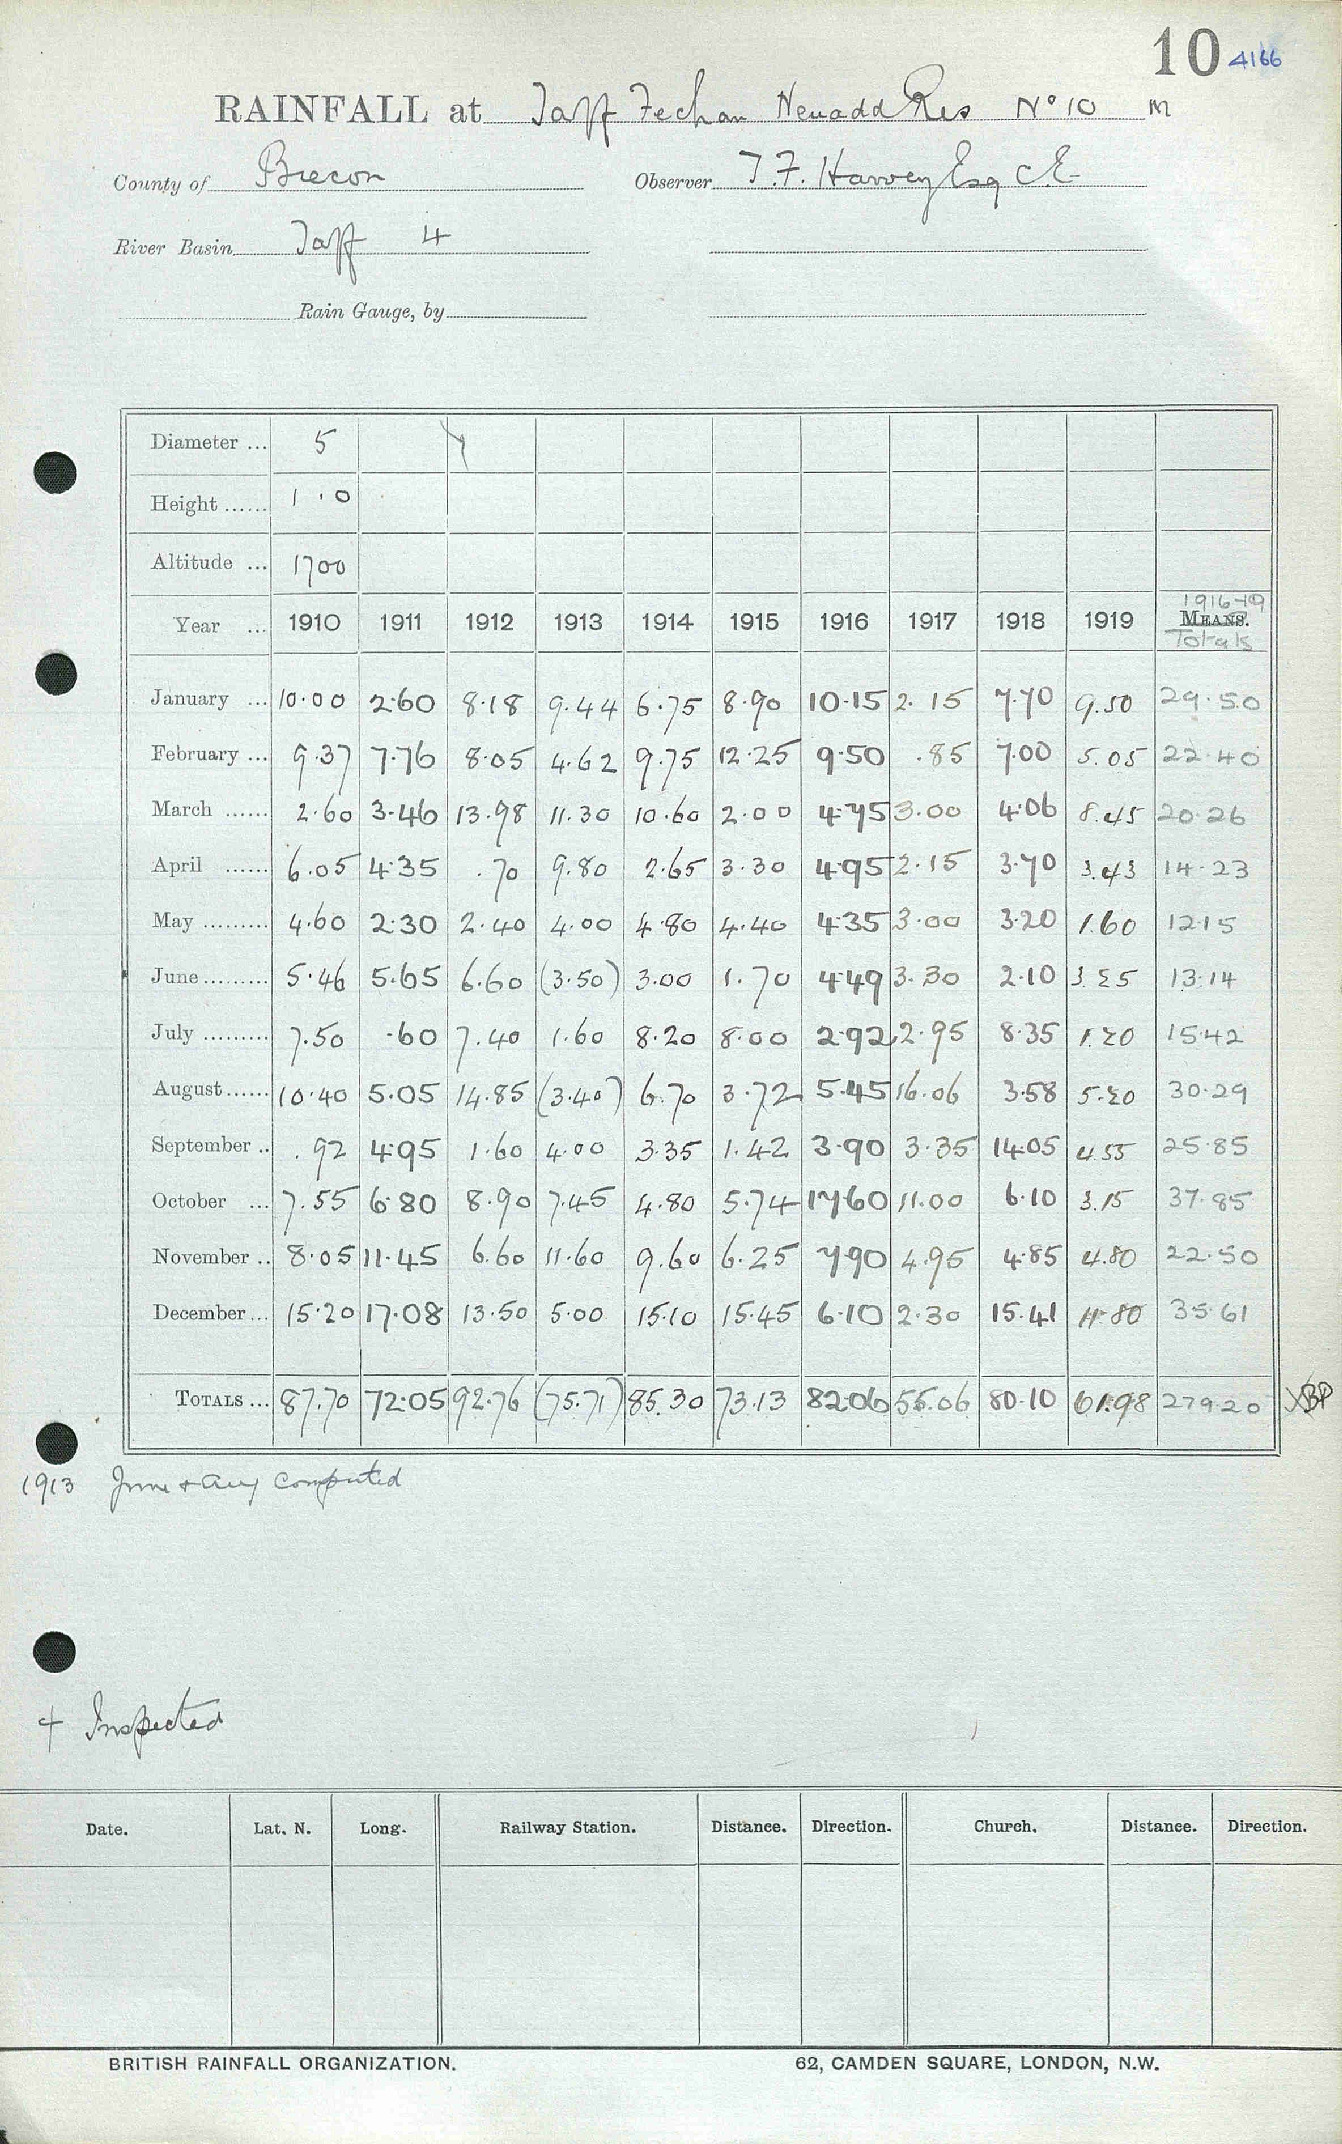 10 4166
RAINFALL at Taff Fechan Neuadd Res No 10 m
County of Brecon Observer T.F. Harvey Esq C.E.
River Basin Taff 4
Rain Gauge, by
Diameter ... 5
Height ...... 1 . 0
Altitude ... 1700
1916-19
Year ... 1910 1911 1912 1913 1914 1915 1916 1917 1918 1919 MEANS.
Totals
January ... 10.00 2.60 8.18 9.44 6.75 8.90 10.15 2.15 7.70 9.50 29.50
February ... 9.37 7.76 8.05 4.62 9.75 12.25 9.50 .85 7.00 5.05 22.40
March ...... 2.60 3.46 13.98 11.30 10.60 2.00 4.75 3.00 4.06 8.45 20.26
April ...... 6.05 4.35 .70 9.80 2.65 3.30 4.95 2.15 3.70 3.43 14.23
May ......... 4.60 2.30 2.40 4.00 4.80 4.40 4.35 3.00 3.20 1.60 12.15
June ......... 5.46 5.65 6.60 (3.50) 3.00 1.70 4.49 3.30 2.10 3.25 13.14
July ......... 7.50 .60 7.40 1.60 8.20 8.00 2.92 2.95 8.35 1.20 15.42
August ...... 10.40 5.05 14.85 (3.40) 6.70 3.72 5.45 16.06 3.58 5.20 30.29
September .. .92 4.95 1.60 4.00 3.35 1.42 3.90 3.35 14.05 4.55 25.85
October ... 7.55 6.80 8.90 7.45 4.80 5.74 17.60 11.00 6.10 3.15 37.85
November .. 8.05 11.45 6.60 11.60 9.60 6.25 7.90 4.95 4.85 4.80 22.50
December ... 15.20 17.08 13.50 5.00 15.10 15.45 6.10 2.30 15.41 11.80 35.61
TOTALS ... 87.70 72.05 92.76 (75.71) 85.30 73.13 82.06 55.06 80.10 61.98 279.20
1913 June & Aug computed
+ Inspected
Date. Lat. N. Long. Railway Station. Distance. Direction. Church. Distance. Direction.
BRITISH RAINFALL ORGANIZATION. 62, CAMDEN SQUARE, LONDON, N.W.